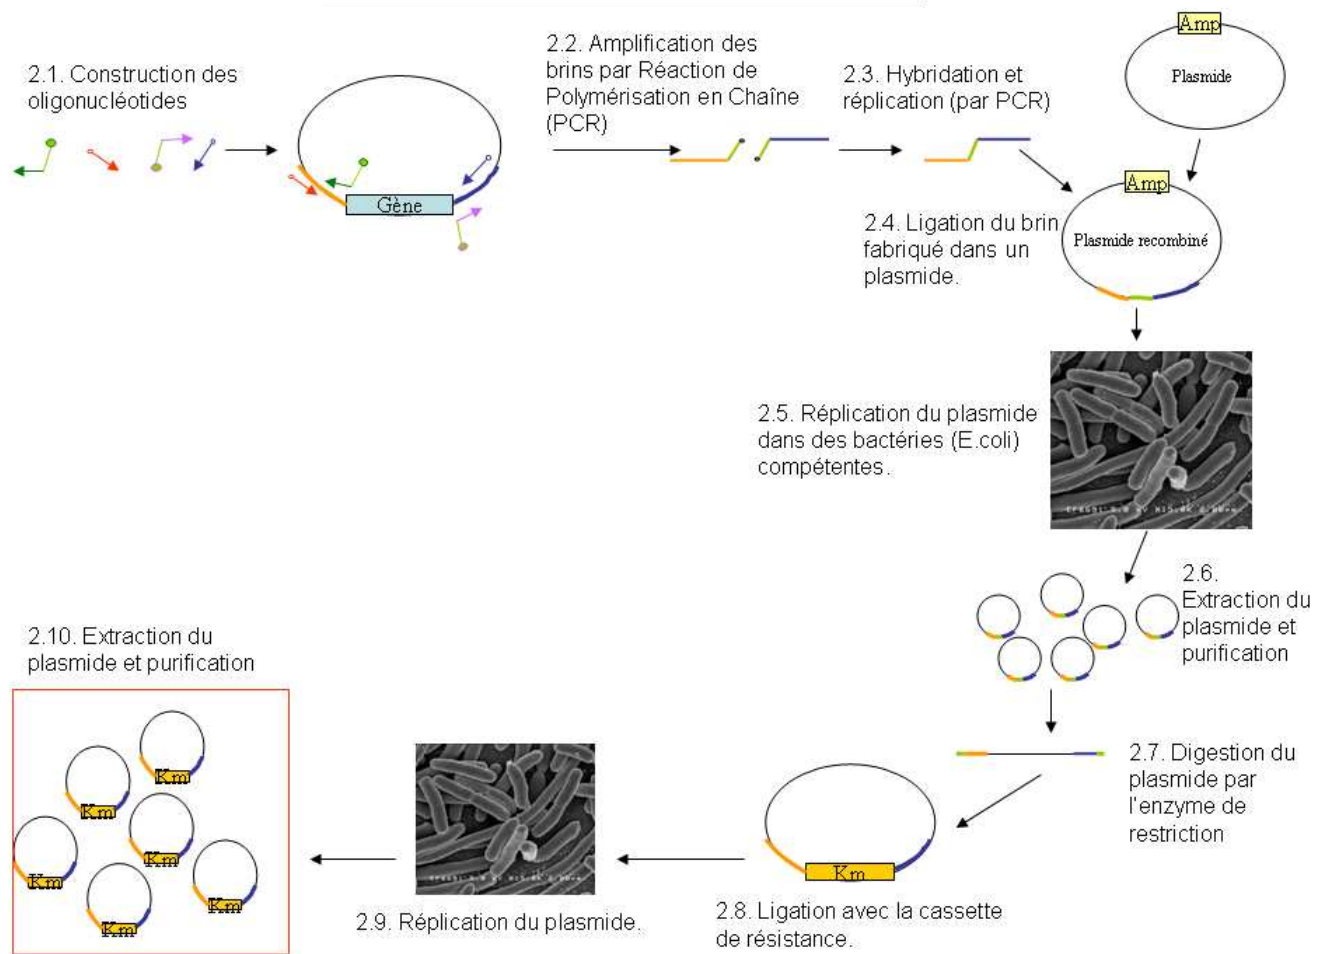 2.1. Construction des
oligonucléotides
Gène
2.2. Amplification des
brins par Réaction de
Polymérisation en Chaîne
(PCR)
2.3. Hybridation et
réplication (par PCR)
Amp
Plasmide
Amp
Plasmide recombiné
2.4. Ligation du brin
fabriqué dans un
plasmide.
2.5. Réplication du plasmide
dans des bactéries (E.coli)
compétentes.
2.6.
Extraction du
plasmide et
purification
2.7. Digestion du
plasmide par
l'enzyme de
restriction
Km
2.8. Ligation avec la cassette
de résistance.
2.9. Réplication du plasmide.
2.10. Extraction du
plasmide et purification
Km
Km
Km
Km
Km
Km